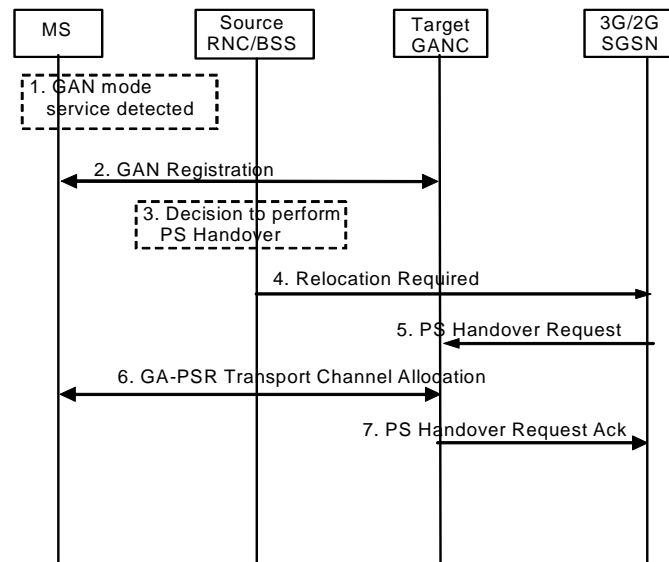 MS
Source
RNC/BSS
Target
GANC
3G/2G
SGSN
1. GAN mode
service detected
2. GAN Registration
3. Decision to perform
PS Handover
4. Relocation Required
5. PS Handover Request
6. GA-PSR Transport Channel Allocation
7. PS Handover Request Ack